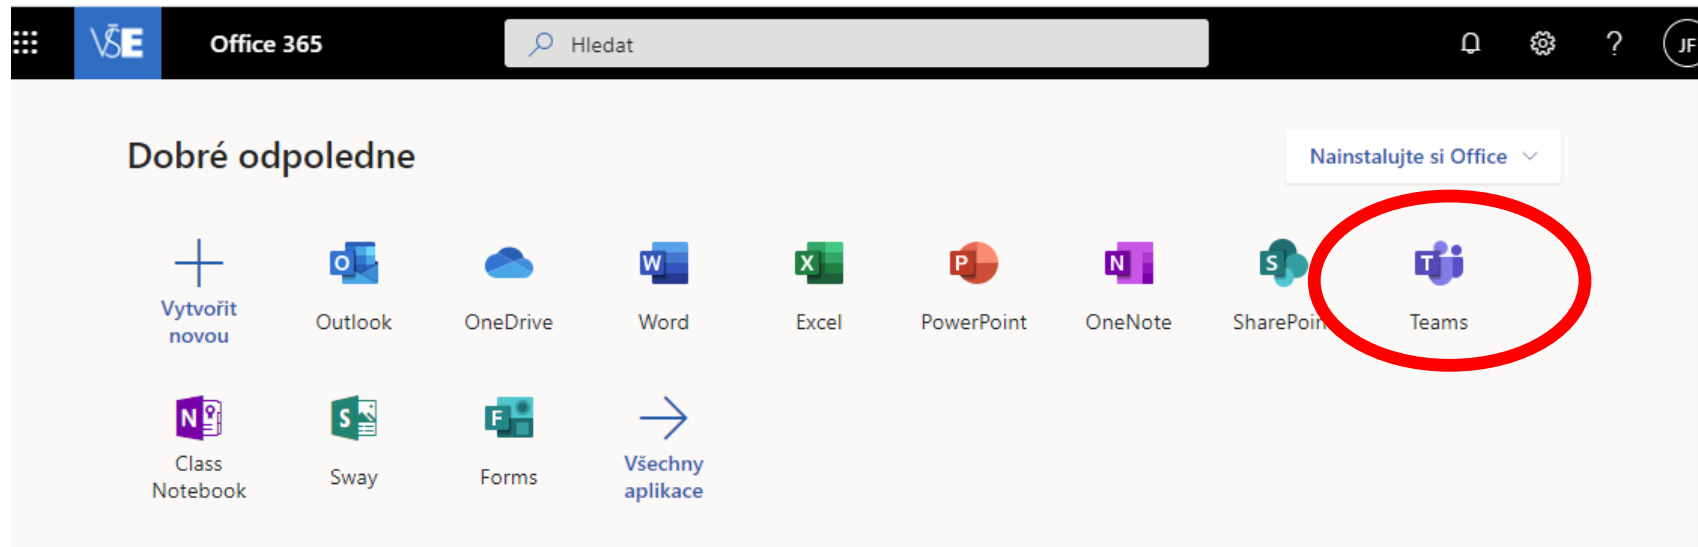 VŠE Office 365 Hledat ? JF
Dobré odpoledne
Nainstalujte si Office
Vytvořit
novou
Outlook
OneDrive
Word
Excel
PowerPoint
OneNote
SharePoin
Teams
Class
Notebook
Sway
Forms
Všechny
aplikace